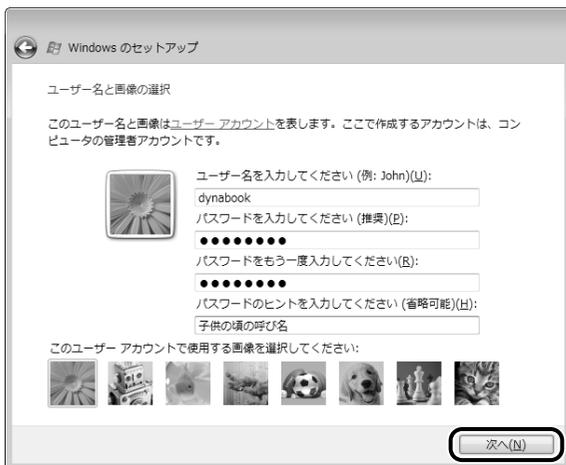 Windows のセットアップ
ユーザー名と画像の選択
このユーザー名と画像はユーザー アカウントを表します。ここで作成するアカウントは、コン
ピュータの管理者アカウントです。
ユーザー名を入力してください (例: John)(U):
dynabook
パスワードを入力してください (推奨)(P):
●●●●●●●●
パスワードをもう一度入力してください(R):
●●●●●●●●
パスワードのヒントを入力してください (省略可能)(H):
子供の頃の呼び名
このユーザー アカウントで使用する画像を選択してください:
次へ(N)